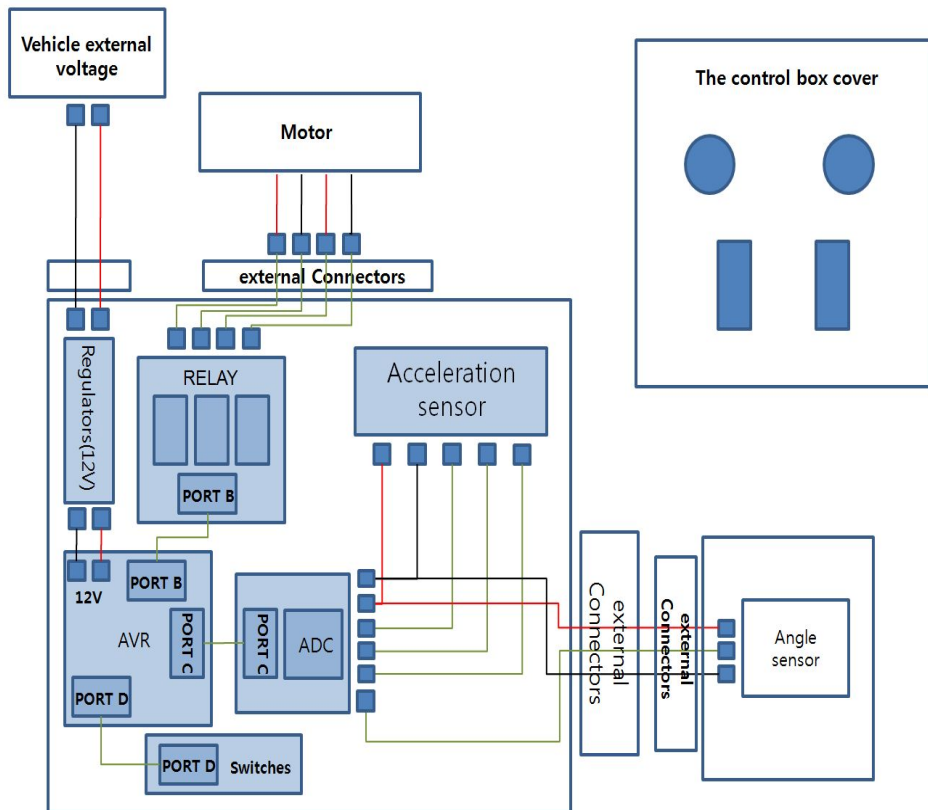 Vehicle external
voltage
The control box cover
Motor
external Connectors
Regulators(12V)
RELAY
PORT B
Acceleration
sensor
12V
PORT B
AVR
PORT C
PORT D
PORT C
ADC
PORT D
Switches
external
Connectors
external
Connectors
Angle
sensor